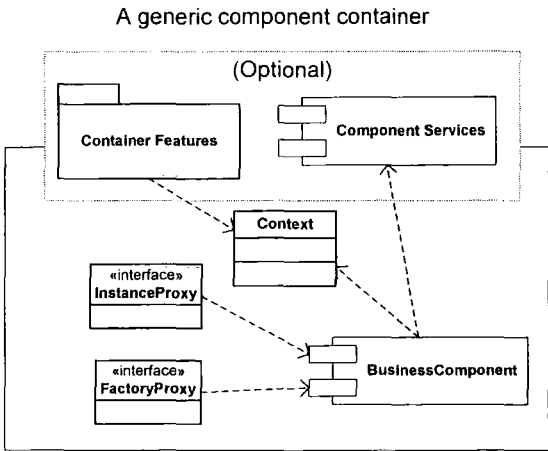 A generic component container
(Optional)
Container Features
Component Services
Context
«interface»
InstanceProxy
«interface»
FactoryProxy
BusinessComponent